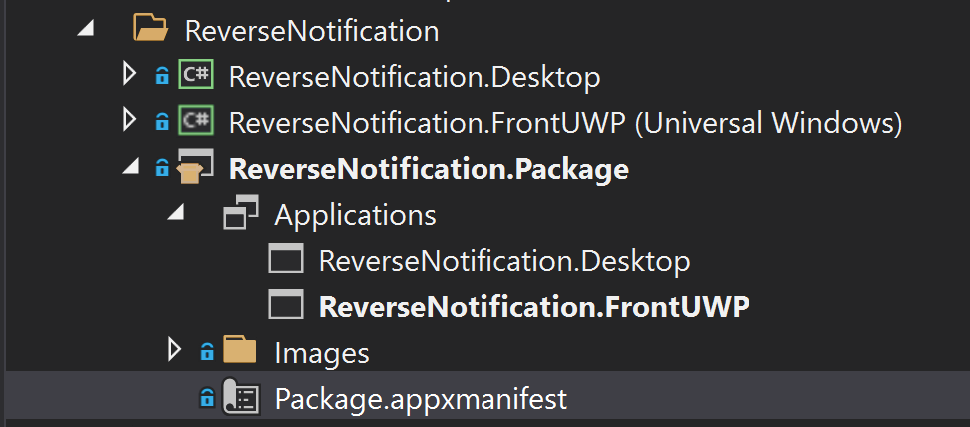 ReverseNotification
C# ReverseNotification.Desktop
C# ReverseNotification.FrontUWP (Universal Windows)
ReverseNotification.Package
Applications
ReverseNotification.Desktop
ReverseNotification.FrontUWP
Images
Package.appxmanifest